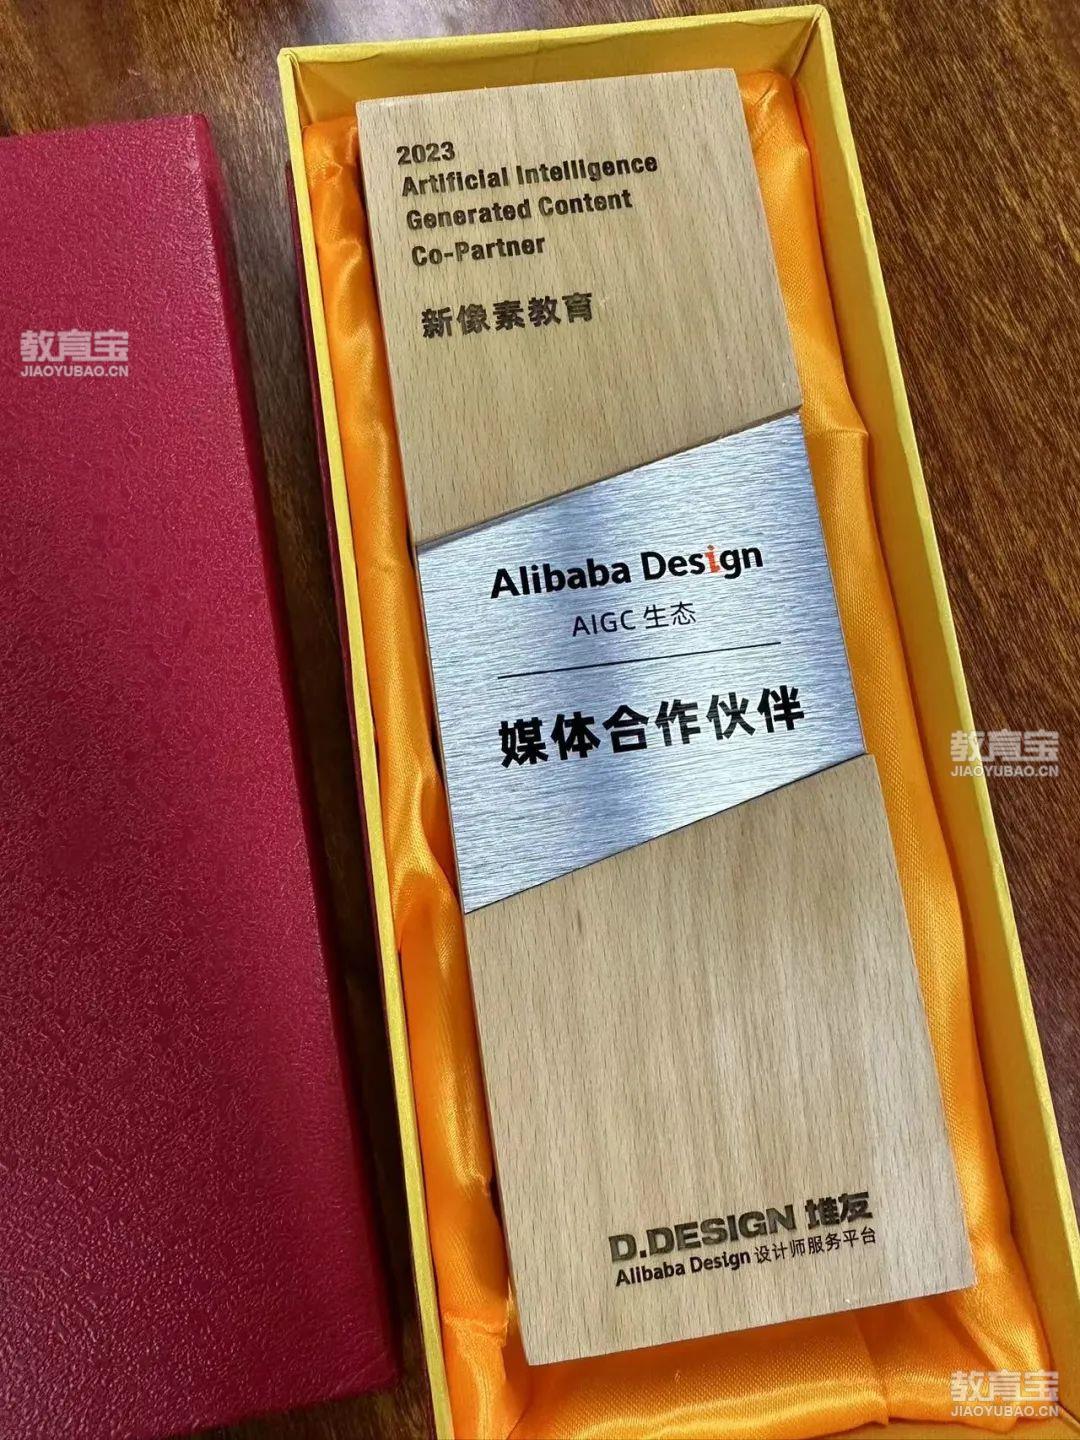 2023
Artificial Intelligence
Generated Content
Co-Partner
新像素教育
教育宝
JIAOYUBAO.CN
Alibaba Design
AIGC 生态
媒体合作伙伴
教育宝
JIAOYUBAO.CN
D.DESIGN 堆友
Alibaba Design 设计师服务平台
教育宝
JIAOYUBAO.CN